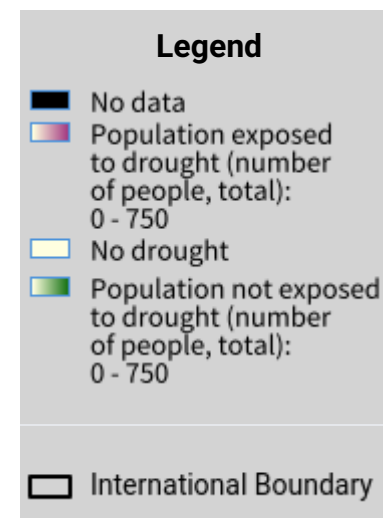 Legend
No data
Population exposed
to drought (number
of people, total):
0 - 750
No drought
Population not exposed
to drought (number
of people, total):
0 - 750
International Boundary